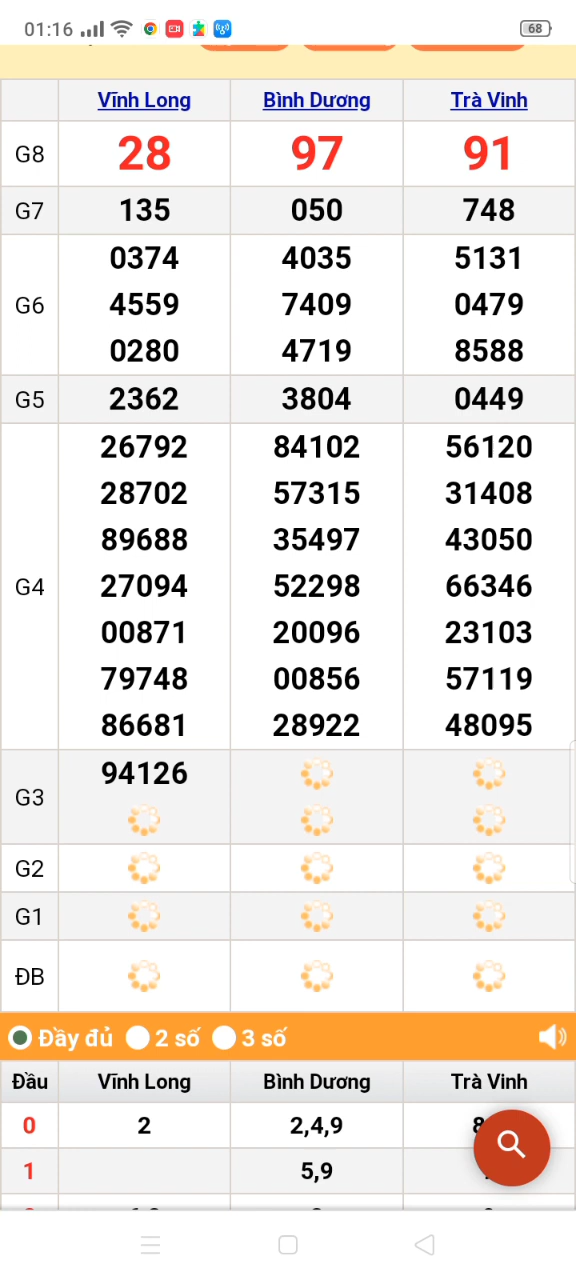 01:16 68
Vĩnh Long Bình Dương Trà Vinh
G8 28 97 91
G7 135 050 748
0374 4035 5131
G6 4559 7409 0479
0280 4719 8588
G5 2362 3804 0449
26792 84102 56120
28702 57315 31408
89688 35497 43050
G4 27094 52298 66346
00871 20096 23103
79748 00856 57119
86681 28922 48095
G3 94126
G2
G1
ĐB
Đầy đủ 2 số 3 số
Đầu Vĩnh Long Bình Dương Trà Vinh
0 2 2,4,9
1 5,9